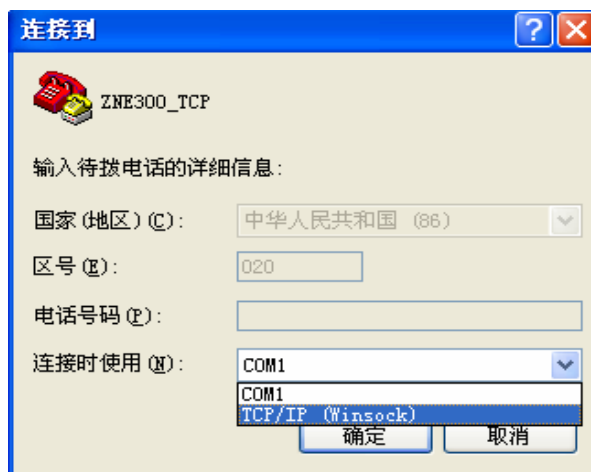 连接到
ZNE300_TCP
输入待拨电话的详细信息:
国家(地区)(C): 中华人民共和国 (86)
区号(E): 020
电话号码(P):
连接时使用(N): COM1
COM1
TCP/IP (Winsock)
确定 取消